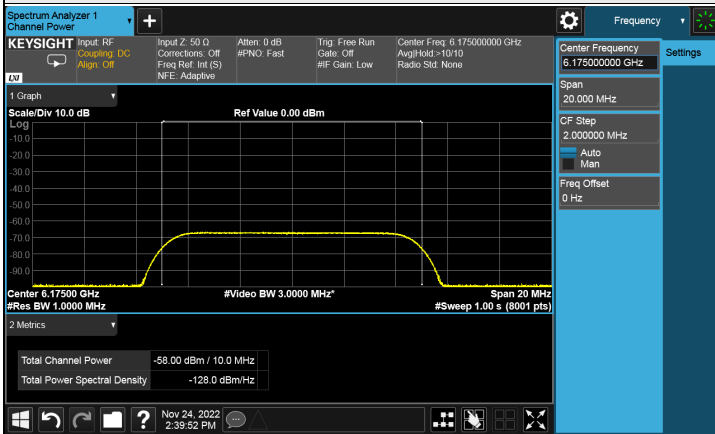 Spectrum Analyzer 1
Channel Power
+
Frequency
KEYSIGHT
Input: RF
Coupling: DC
Align: Off
Input Z: 50 Ω
Corrections: Off
Freq Ref: Int (S)
NFE: Adaptive
Atten: 0 dB
#PNO: Fast
Trig: Free Run
Gate: Off
#IF Gain: Low
Center Freq: 6.175000000 GHz
Avg|Hold:>10/10
Radio Std: None
LXI
1 Graph
Scale/Div 10.0 dB
Ref Value 0.00 dBm
Log
-10.0
-20.0
-30.0
-40.0
-50.0
-60.0
-70.0
-80.0
-90.0
Center 6.17500 GHz
#Video BW 3.0000 MHz*
Span 20 MHz
#Res BW 1.0000 MHz
#Sweep 1.00 s (8001 pts)
2 Metrics
Total Channel Power -58.00 dBm / 10.0 MHz
Total Power Spectral Density -128.0 dBm/Hz
?
Nov 24, 2022
2:39:52 PM
Center Frequency
6.175000000 GHz
Settings
Span
20.000 MHz
CF Step
2.000000 MHz
Auto
Man
Freq Offset
0 Hz